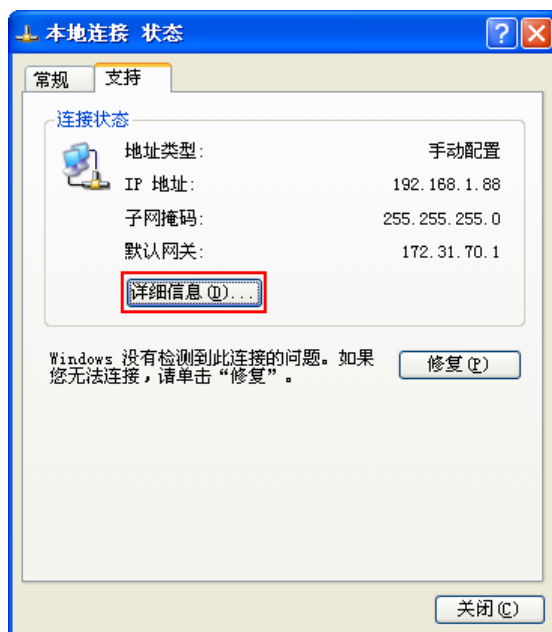 本地连接 状态
常规
支持
连接状态
地址类型:
手动配置
IP 地址:
192.168.1.88
子网掩码:
255.255.255.0
默认网关:
172.31.70.1
详细信息(D)...
Windows 没有检测到此连接的问题。如果
您无法连接，请单击“修复”。
修复(P)
关闭(C)